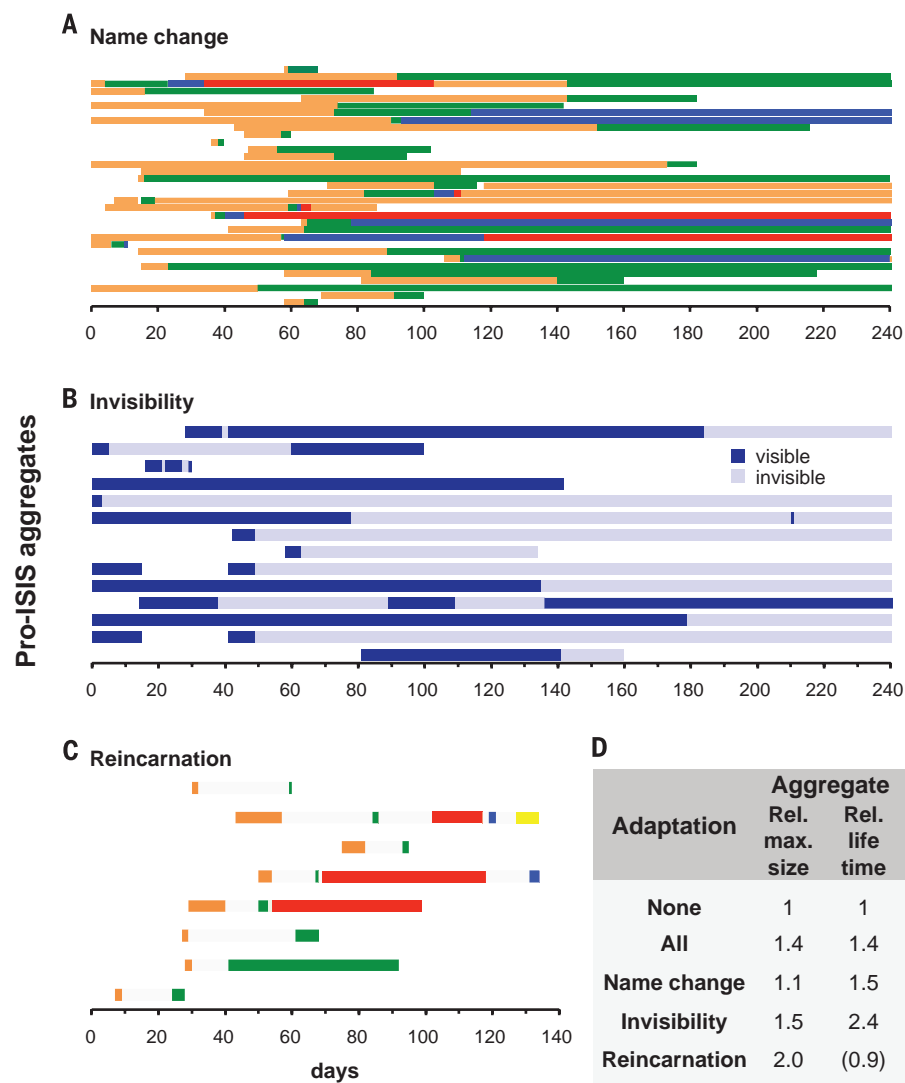 A Name change
0 20 40 60 80 100 120 140 160 180 200 220 240
Pro-ISIS aggregates
B Invisibility
visible
invisible
0 20 40 60 80 100 120 140 160 180 200 220 240
C Reincarnation
0 20 40 60 80 100 120 140
days
D
Aggregate
Adaptation
Rel. max. size
Rel. life time
None 1 1
All 1.4 1.4
Name change 1.1 1.5
Invisibility 1.5 2.4
Reincarnation 2.0 (0.9)